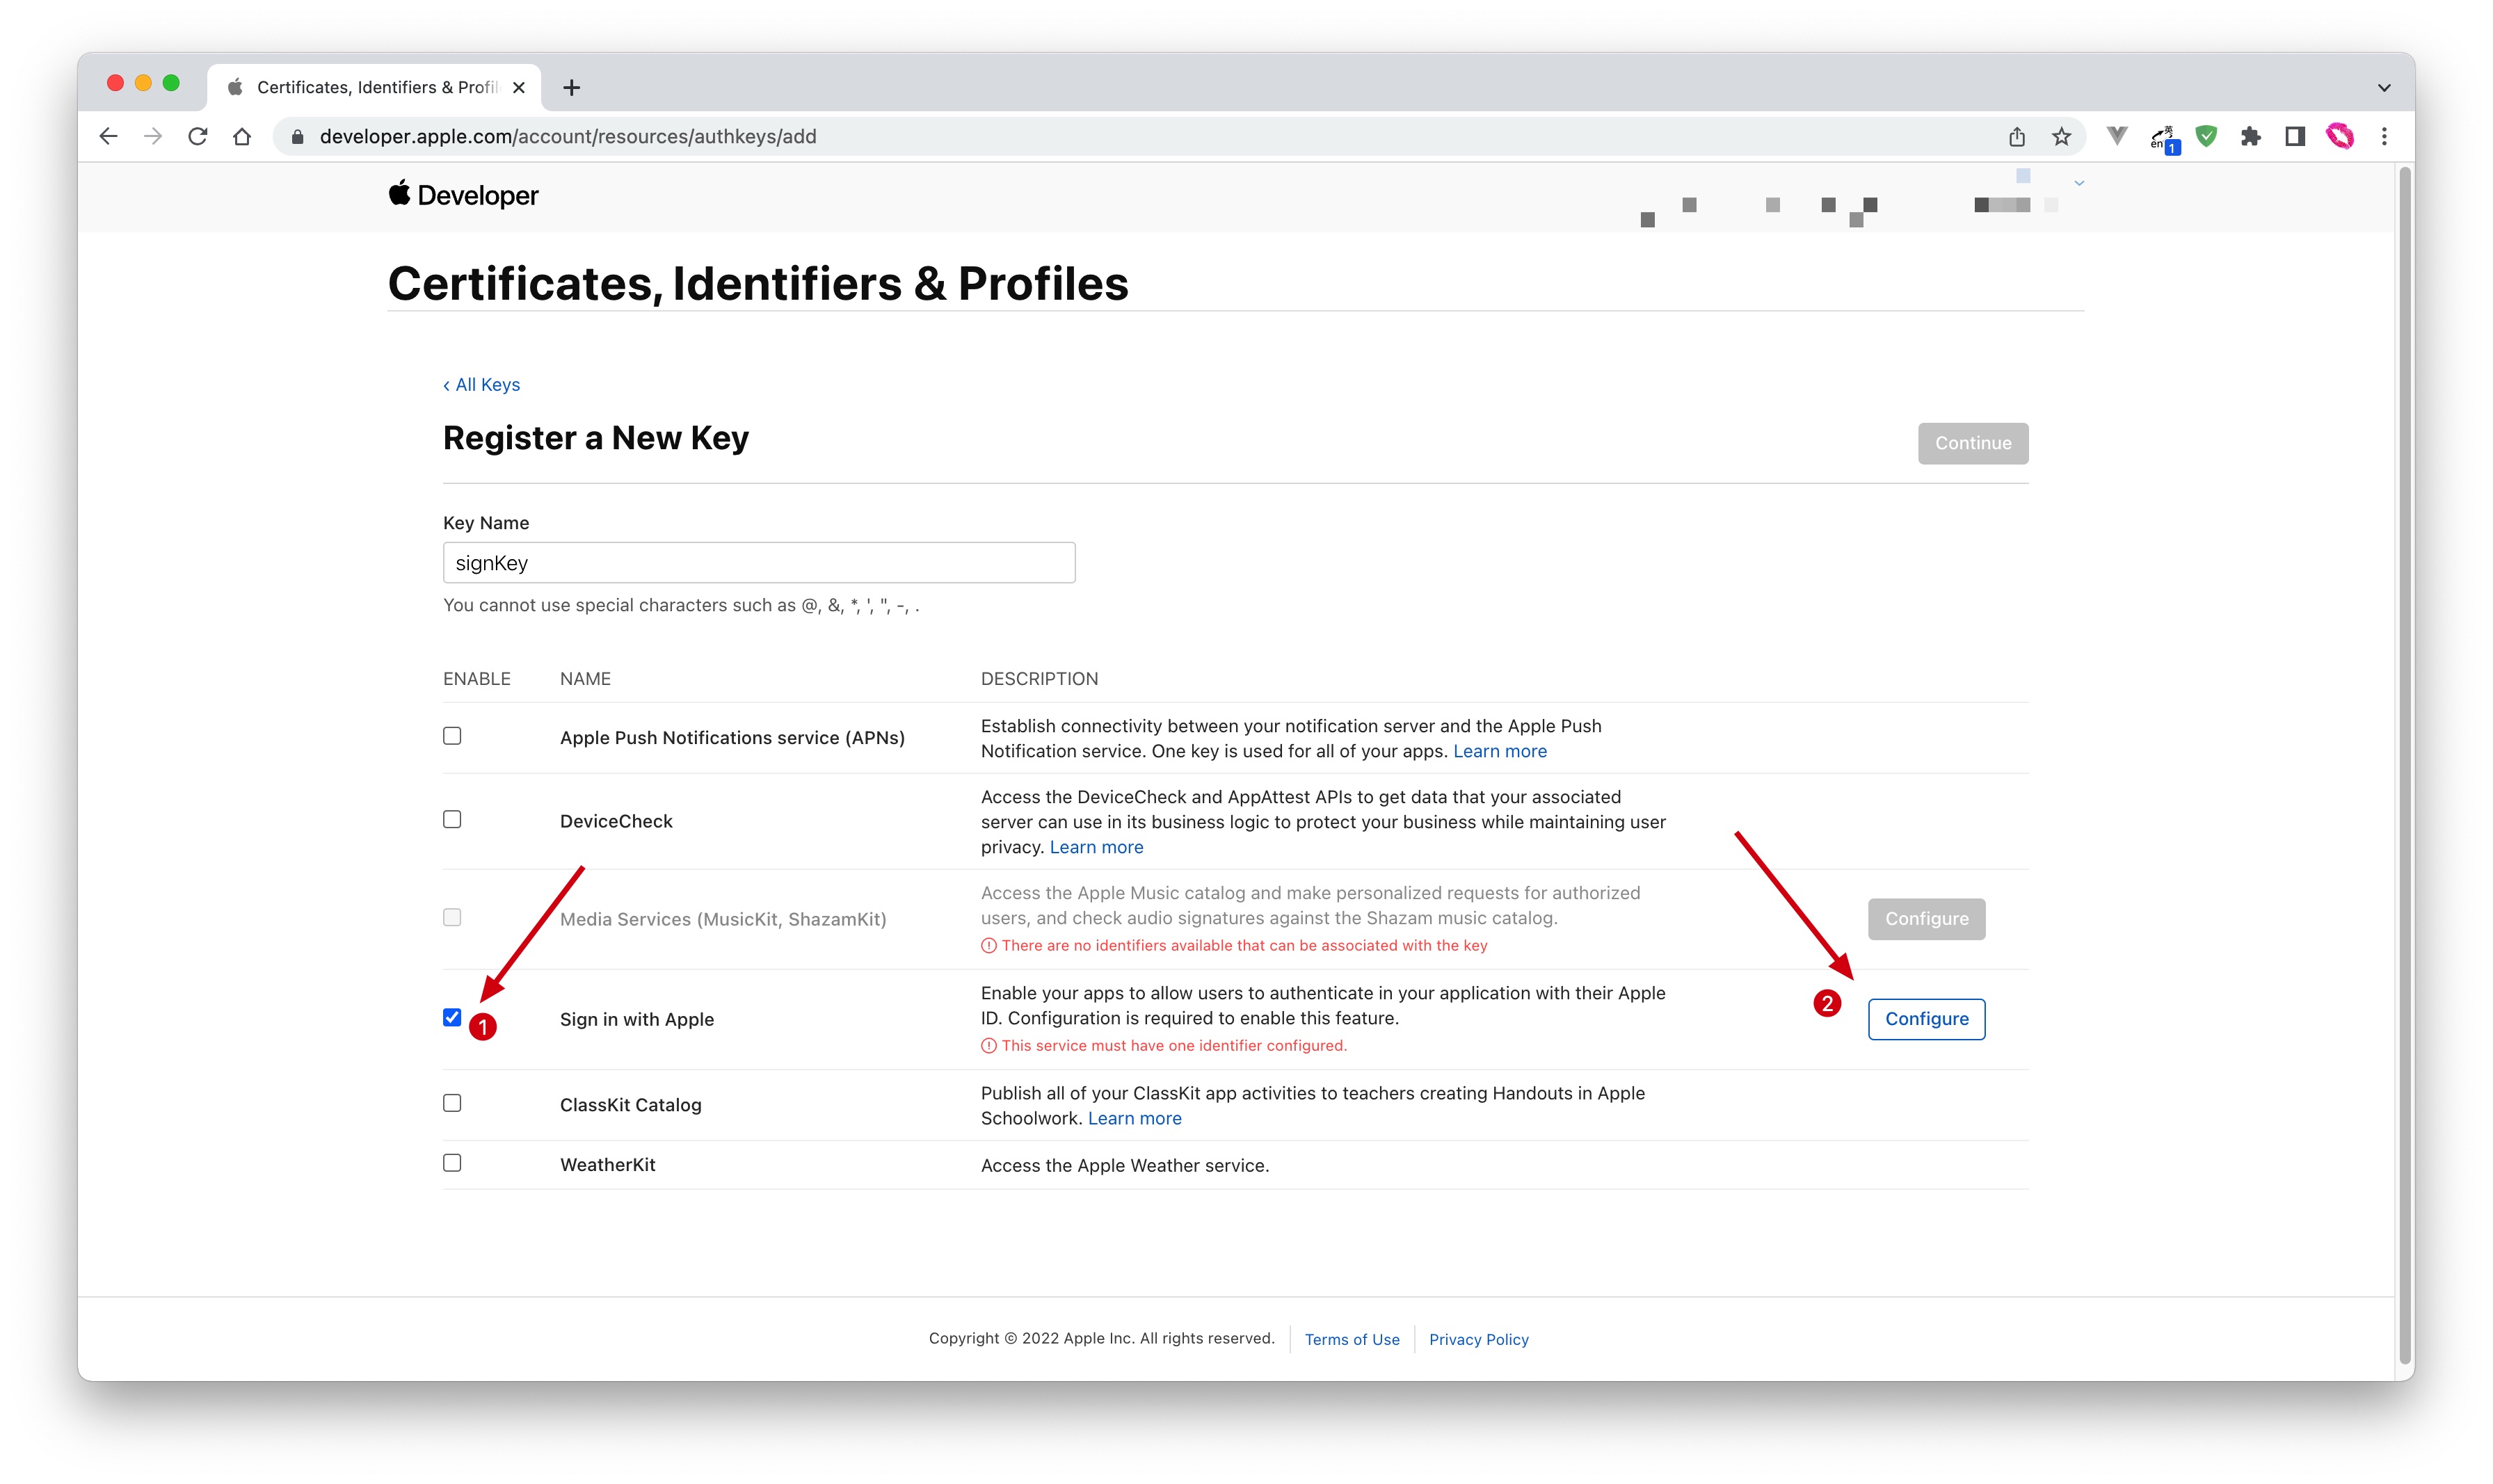 Certificates, Identifiers & Profil
developer.apple.com/account/resources/authkeys/add
英
en
1
Developer
Certificates, Identifiers & Profiles
‹ All Keys
Register a New Key
Continue
Key Name
signKey
You cannot use special characters such as @, &, *, ', ", -, .
ENABLE NAME DESCRIPTION
Apple Push Notifications service (APNs)
Establish connectivity between your notification server and the Apple Push
Notification service. One key is used for all of your apps. Learn more
DeviceCheck
Access the DeviceCheck and AppAttest APIs to get data that your associated
server can use in its business logic to protect your business while maintaining user
privacy. Learn more
Media Services (MusicKit, ShazamKit)
Access the Apple Music catalog and make personalized requests for authorized
users, and check audio signatures against the Shazam music catalog.
There are no identifiers available that can be associated with the key
Configure
1
Sign in with Apple
Enable your apps to allow users to authenticate in your application with their Apple
ID. Configuration is required to enable this feature.
This service must have one identifier configured.
2
Configure
ClassKit Catalog
Publish all of your ClassKit app activities to teachers creating Handouts in Apple
Schoolwork. Learn more
WeatherKit
Access the Apple Weather service.
Copyright © 2022 Apple Inc. All rights reserved. Terms of Use Privacy Policy